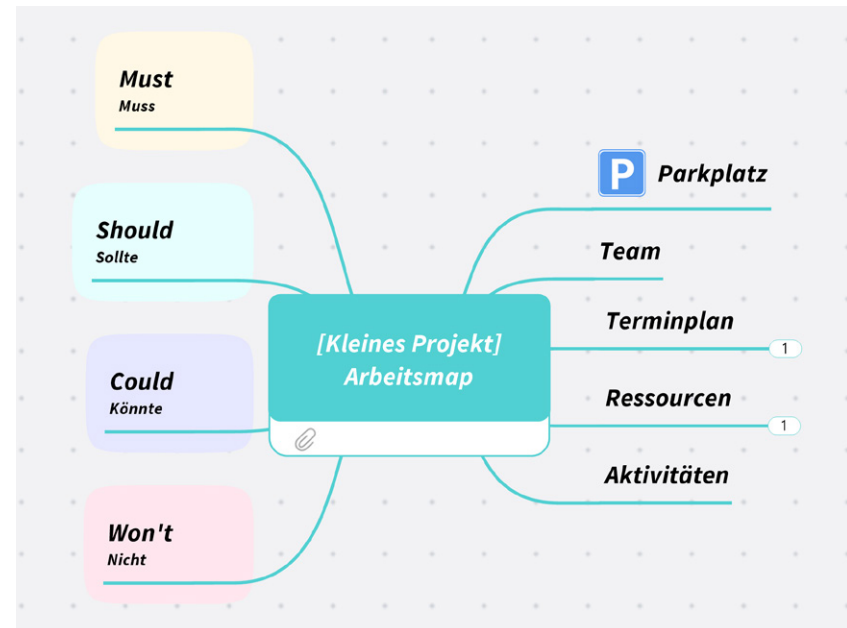 Must
Muss
Should
Sollte
Could
Könnte
Won't
Nicht
[Kleines Projekt]
Arbeitsmap
P Parkplatz
Team
Terminplan
1
Ressourcen
1
Aktivitäten